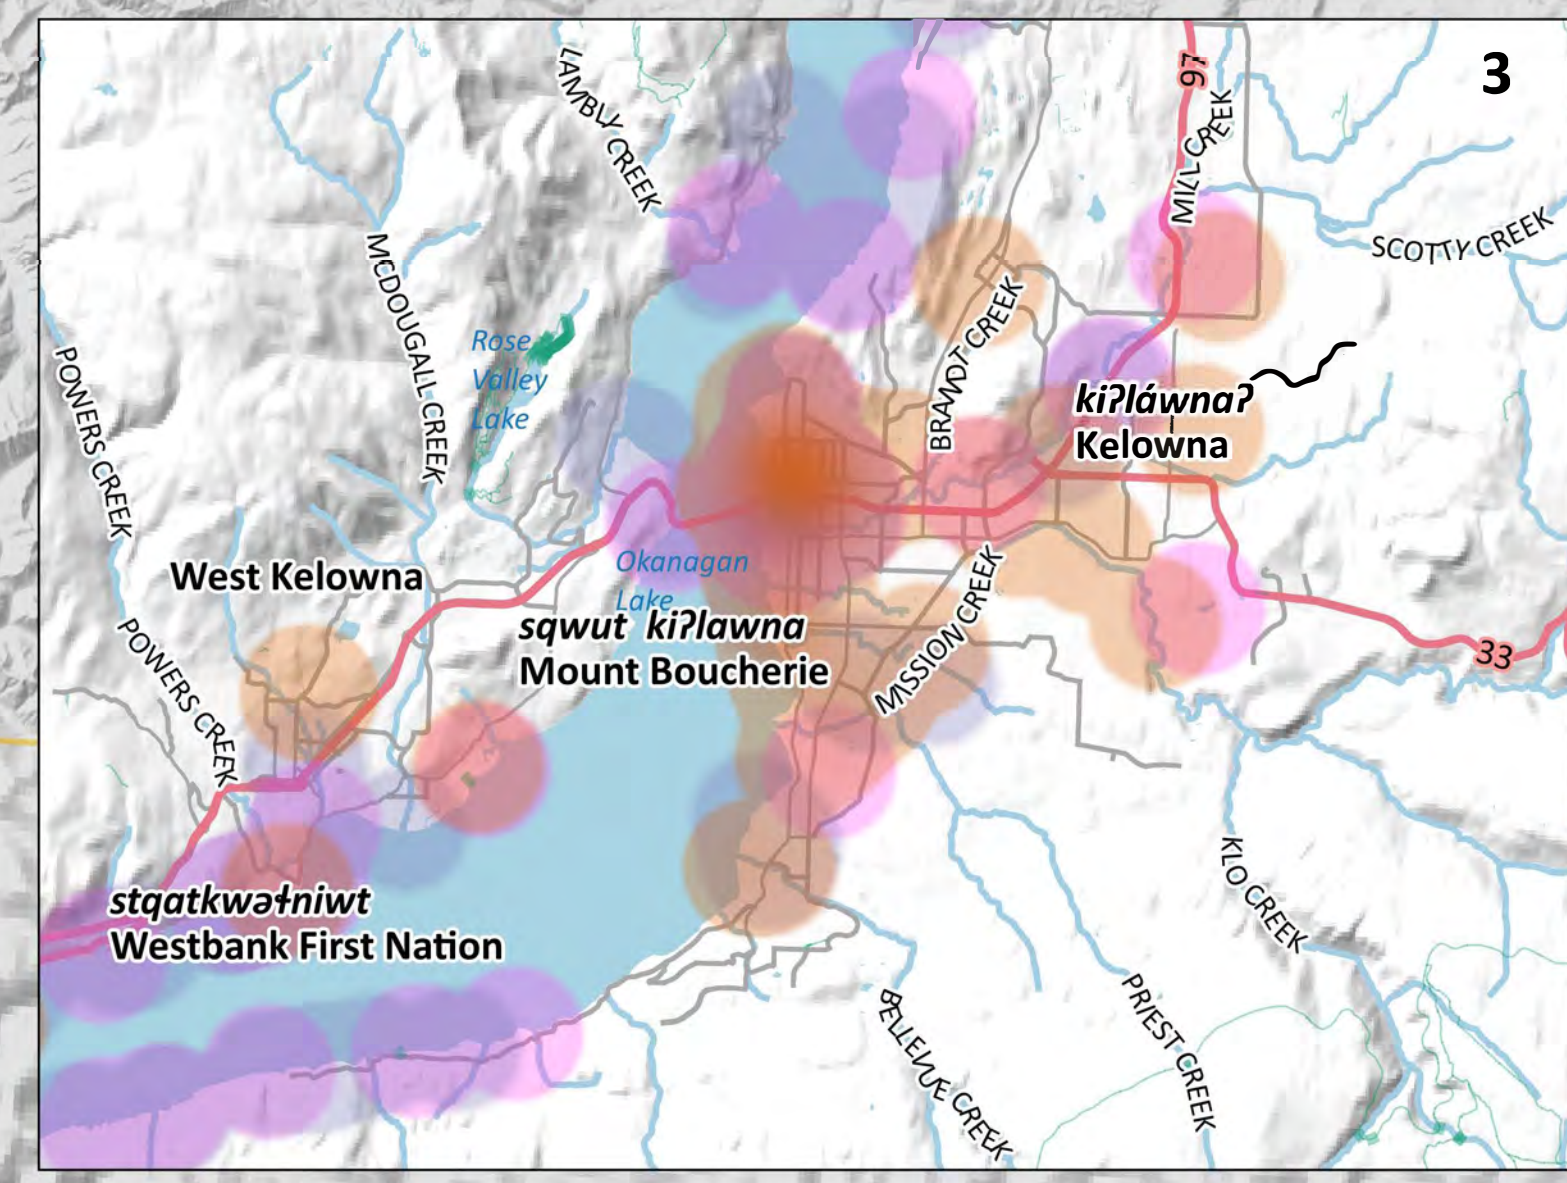 3
97
LAMBLY CREEK
MILL CREEK
SCOTTY CREEK
MCDOUGALL CREEK
BRANDT CREEK
Rose
Valley
Lake
POWERS CREEK
kiʔláwnaʔ
Kelowna
Okanagan
Lake
West Kelowna
sqwut kiʔlawna
Mount Boucherie
MISSION CREEK
33
POWERS CREEK
KLO CREEK
stqatkwəɬniwt
Westbank First Nation
BELLEVUE CREEK
PRIEST CREEK